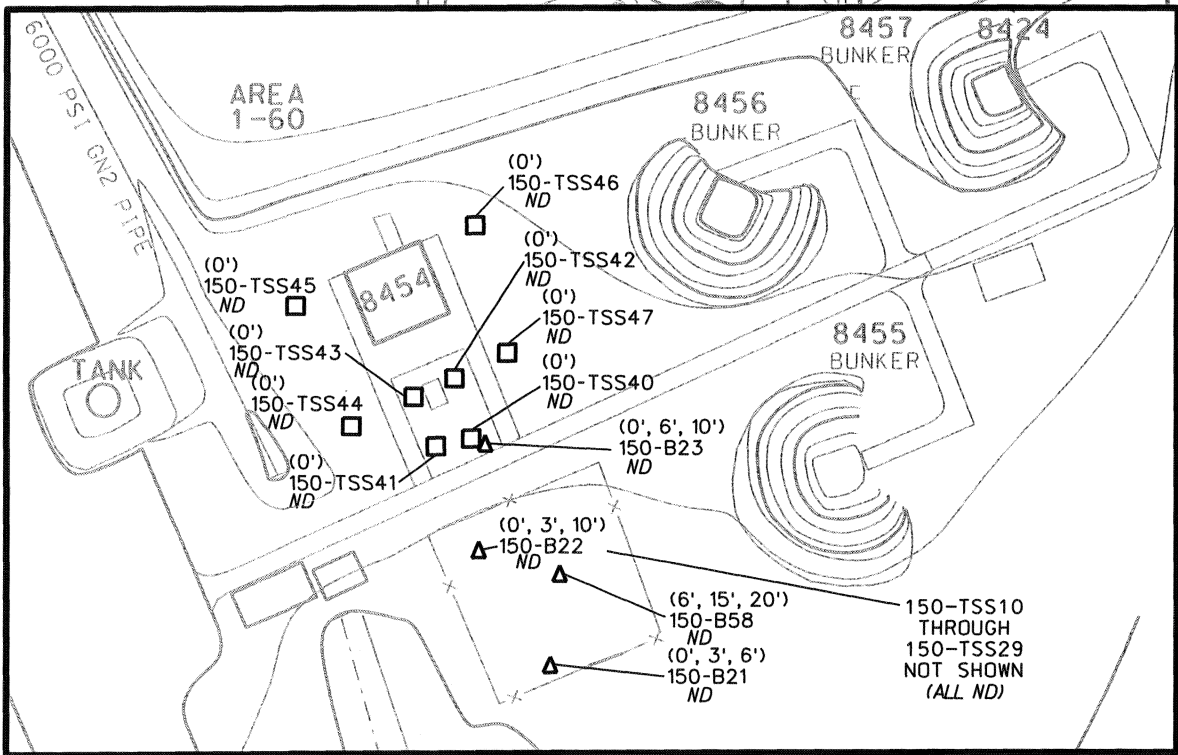 6000 PSI GN2 PIPE
AREA
1-60
8457
BUNKER
8424
8456
BUNKER
(0')
150-TSS46
ND
(0')
150-TSS42
ND
(0')
150-TSS45
ND
8454
(0')
150-TSS47
ND
(0')
150-TSS43
ND
(0')
150-TSS40
ND
8455
BUNKER
TANK
(0')
150-TSS44
ND
(0', 6', 10')
150-B23
ND
(0')
150-TSS41
ND
(0', 3', 10')
150-B22
ND
(6', 15', 20')
150-B58
ND
(0', 3', 6')
150-B21
ND
150-TSS10
THROUGH
150-TSS29
NOT SHOWN
(ALL ND)